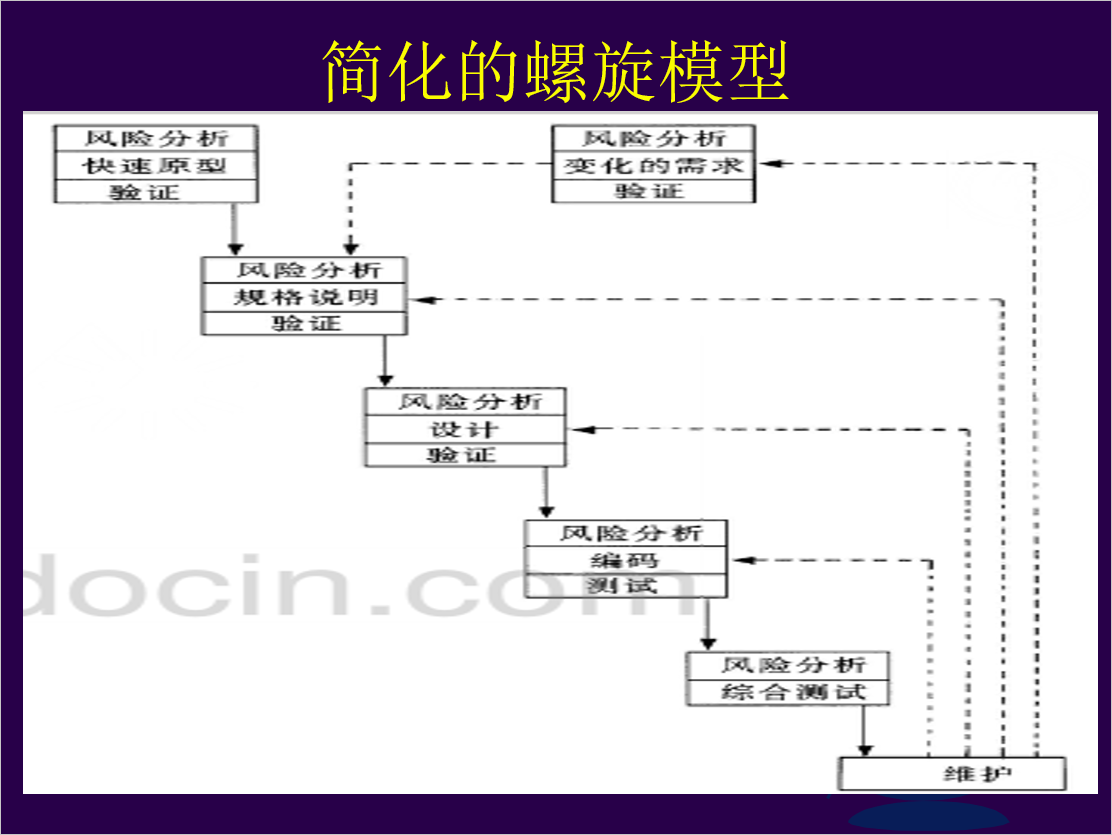 简化的螺旋模型
风险分析
快速原型
验证
风险分析
变化的需求
验证
风险分析
规格说明
验证
风险分析
设计
验证
风险分析
编码
测试
docin.com
风险分析
综合测试
维护